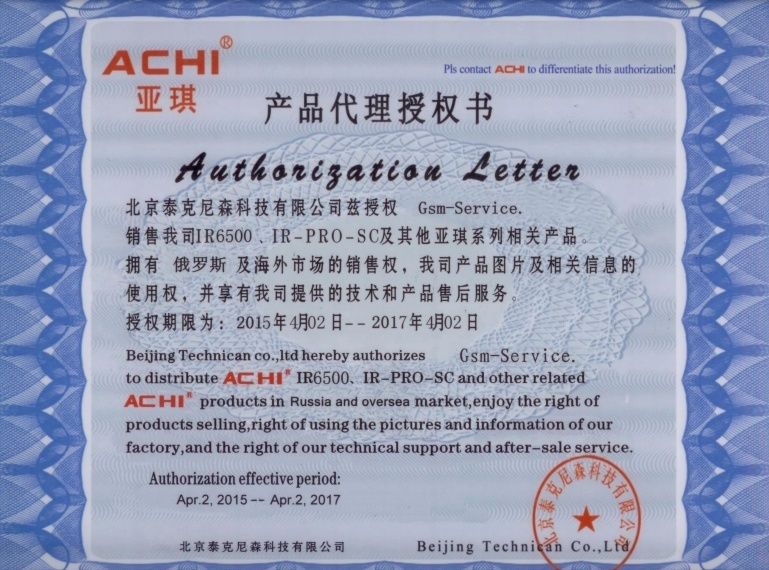 ACHI®
Pls contact ACHI to differentiate this authorization!
亚琪
产品代理授权书
Authorization Letter
北京泰克尼森科技有限公司兹授权 Gsm-Service.
销售我司IR6500、IR-PRO-SC及其他亚琪系列相关产品。
拥有 俄罗斯 及海外市场的销售权，我司产品图片及相关信息的
使用权，并享有我司提供的技术和产品售后服务。
授权期限为：2015年4月02日--2017年4月02日
Beijing Technican co.,ltd hereby authorizes Gsm-Service.
to distribute ACHI® IR6500、IR-PRO-SC and other related
ACHI® products in Russia and oversea market,enjoy the right of
products selling,right of using the pictures and information of our
factory,and the right of our technical support and after-sale service.
Authorization effective period:
Apr.2, 2015 -- Apr.2, 2017
北京泰克尼森科技有限公司
北京泰克尼森科技有限公司 Beijing Technican Co.,Ltd